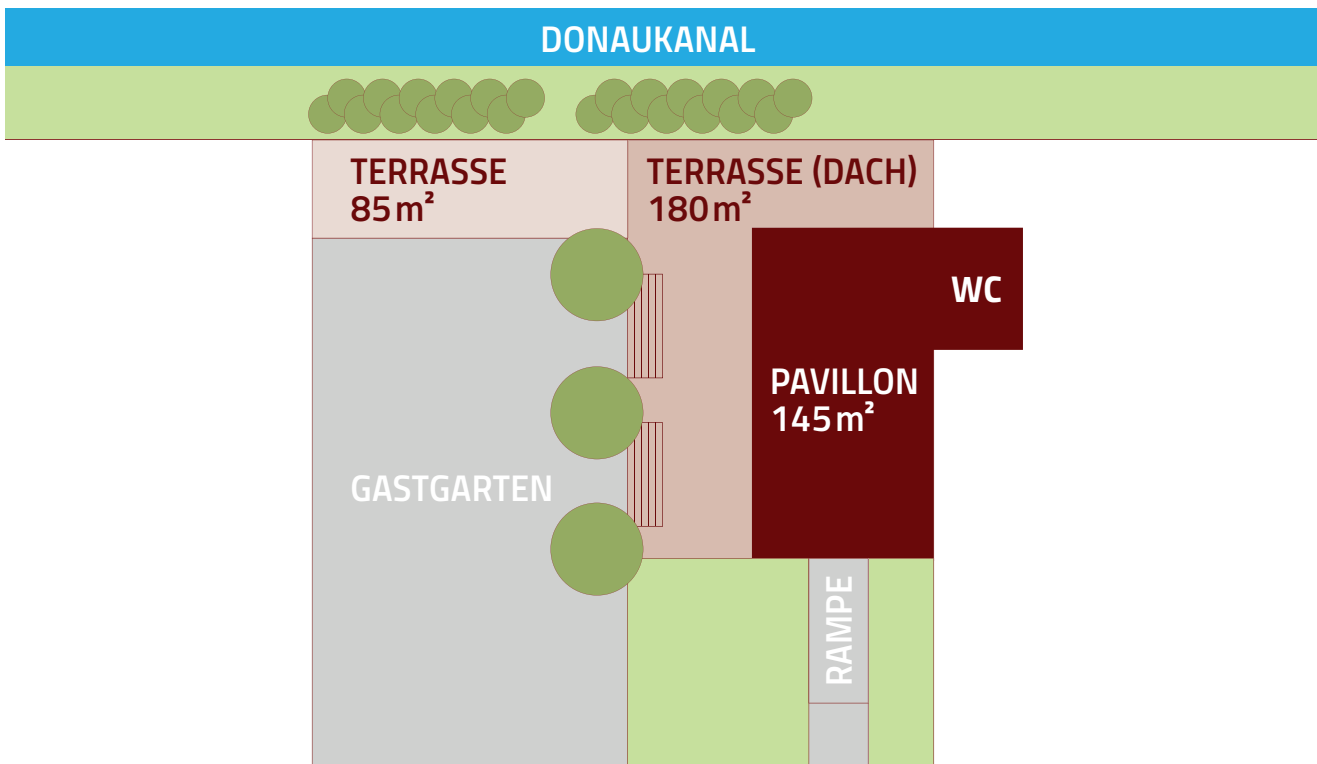 DONAUKANAL
TERRASSE
85 m²
TERRASSE (DACH)
180 m²
WC
PAVILLON
145 m²
GASTGARTEN
RAMPE